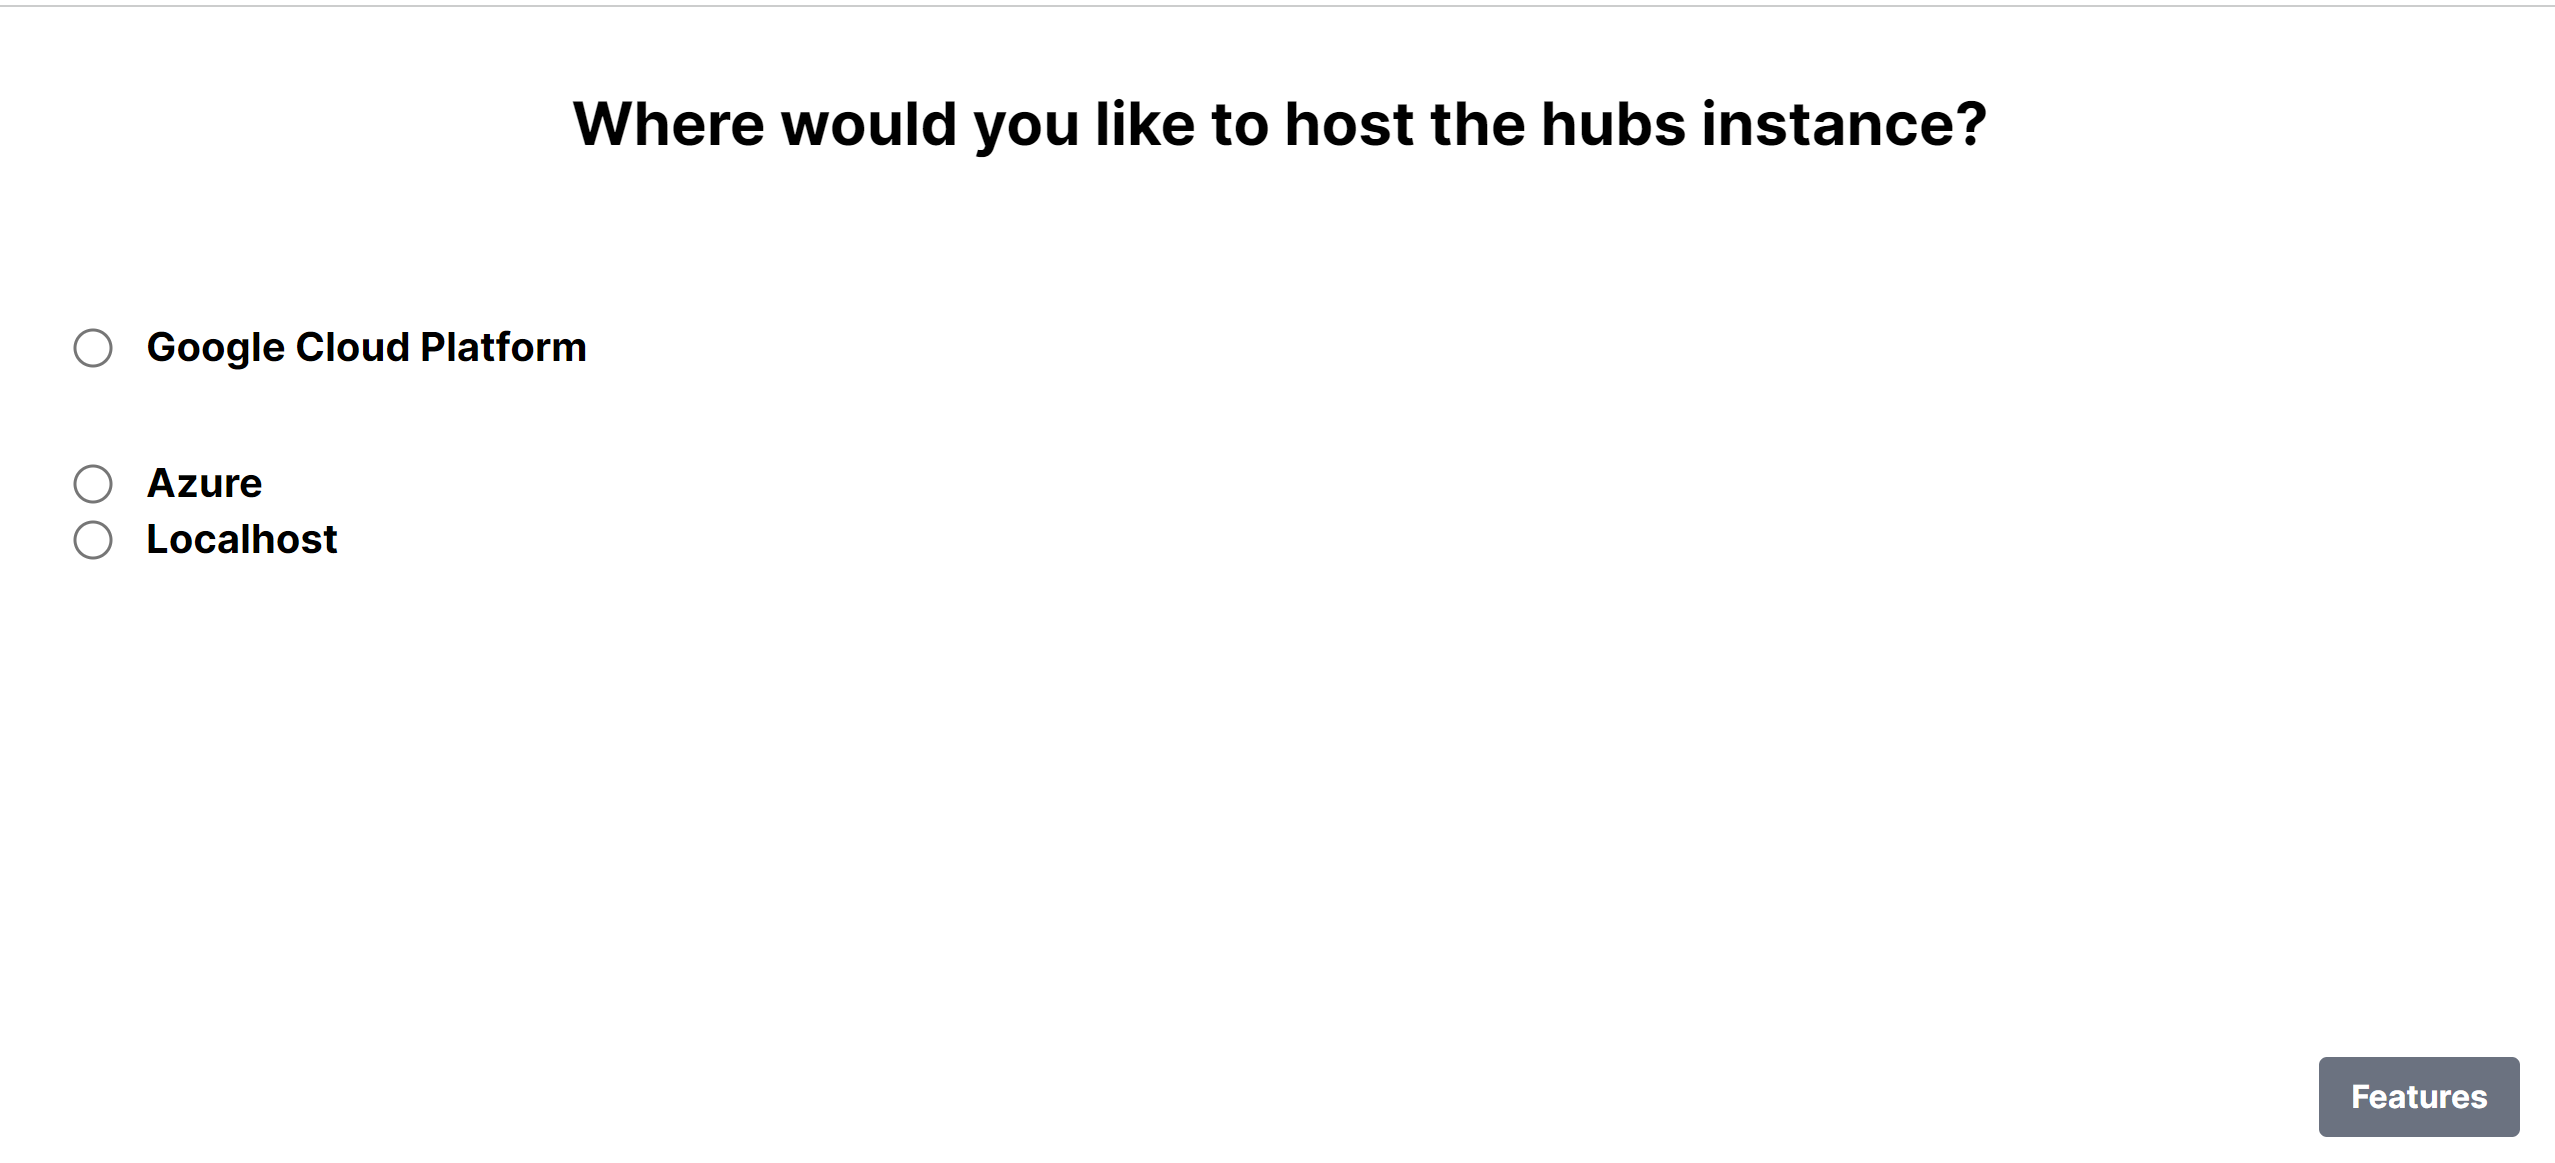 Where would you like to host the hubs instance?
Google Cloud Platform
Azure
Localhost
Features